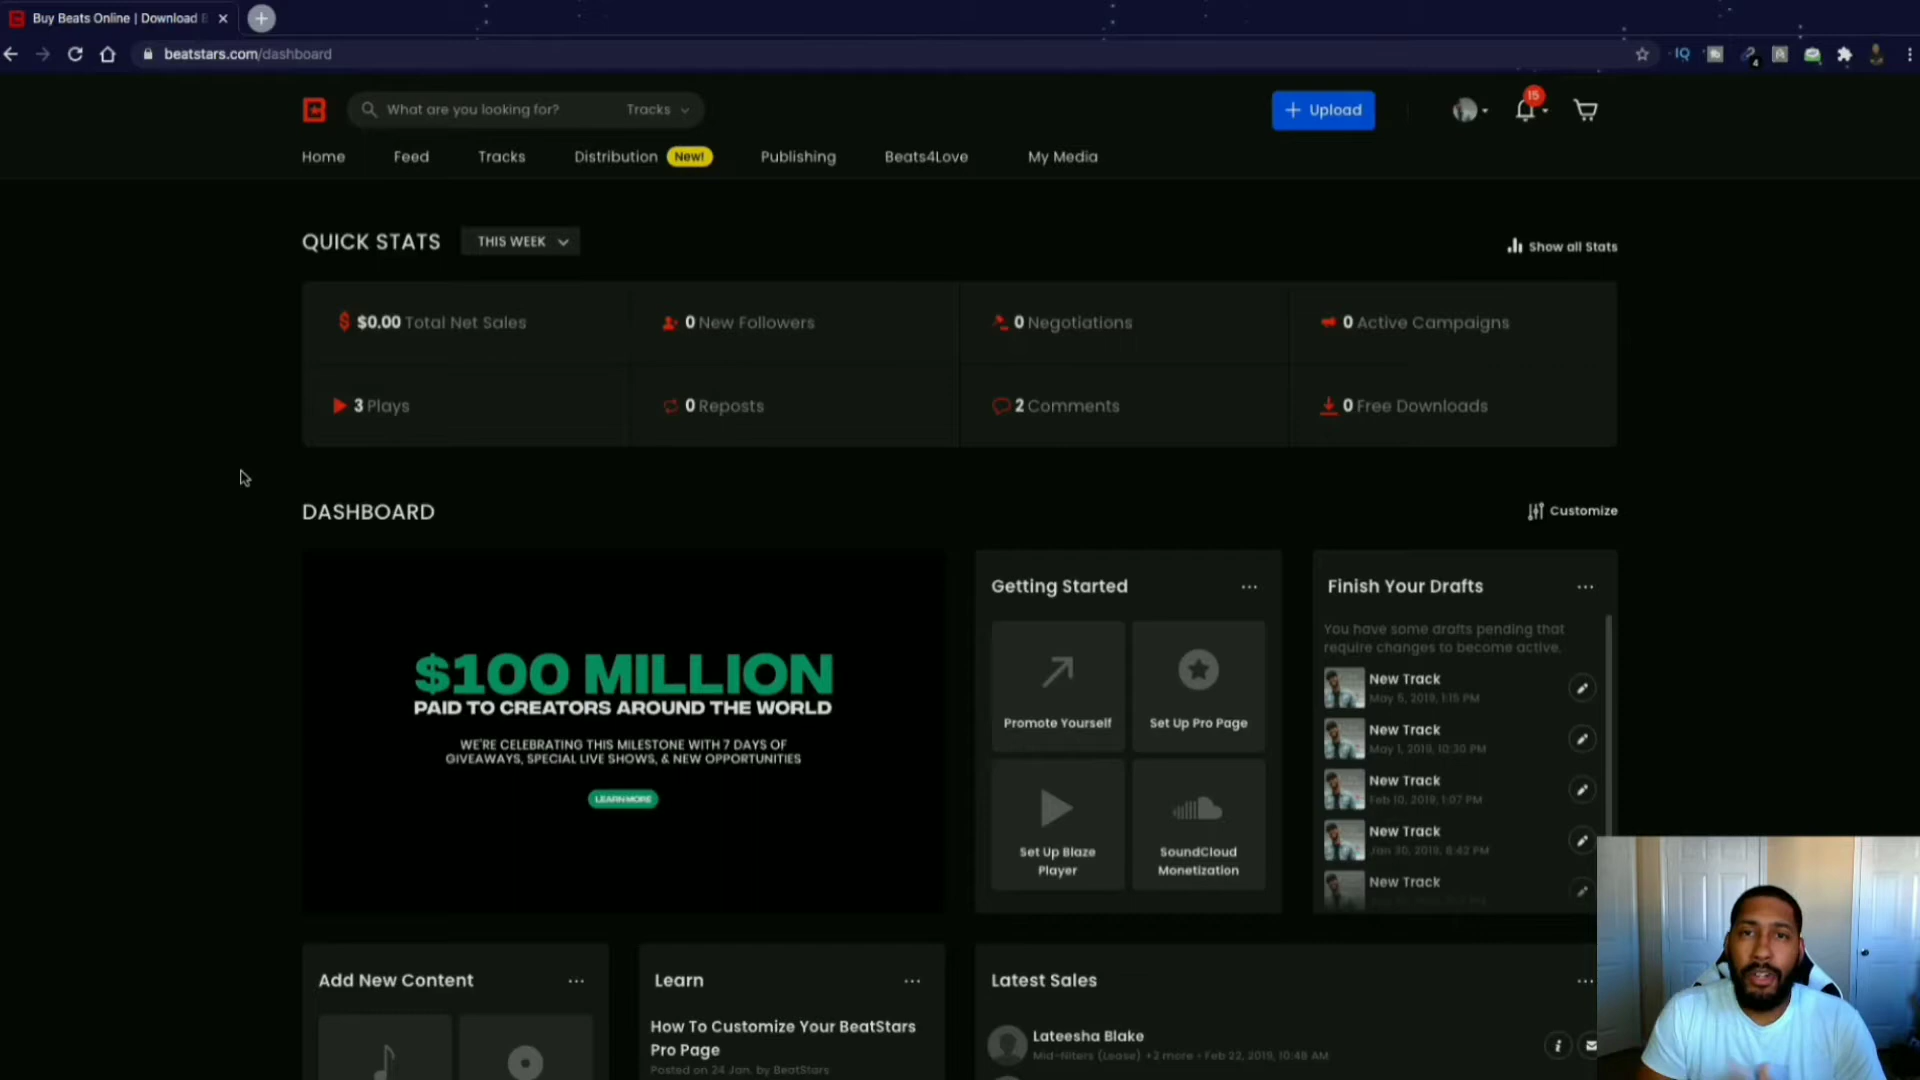 Buy Beats Online | Download B
beatstars.com/dashboard
IQ
4
What are you looking for?
Tracks
Upload
15
Home
Feed
Tracks
Distribution
New!
Publishing
Beats4Love
My Media
QUICK STATS
THIS WEEK
Show all Stats
$0.00 Total Net Sales
0 New Followers
0 Negotiations
0 Active Campaigns
3 Plays
0 Reposts
2 Comments
0 Free Downloads
DASHBOARD
Customize
$100 MILLION
PAID TO CREATORS AROUND THE WORLD
WE'RE CELEBRATING THIS MILESTONE WITH 7 DAYS OF
GIVEAWAYS, SPECIAL LIVE SHOWS, & NEW OPPORTUNITIES
LEARN MORE
Getting Started
Promote Yourself
Set Up Pro Page
Set Up Blaze
Player
SoundCloud
Monetization
Finish Your Drafts
You have some drafts pending that
require changes to become active.
New Track
May 5, 2019, 1:15 PM
New Track
May 1, 2019, 10:30 PM
New Track
Feb 10, 2019, 1:07 PM
New Track
Jan 30, 2019, 8:42 PM
New Track
Add New Content
Learn
How To Customize Your BeatStars
Pro Page
Posted on 24 Jan, by BeatStars
Latest Sales
Lateesha Blake
Mid-Niters (Lease) +2 more • Feb 22, 2019, 10:48 AM